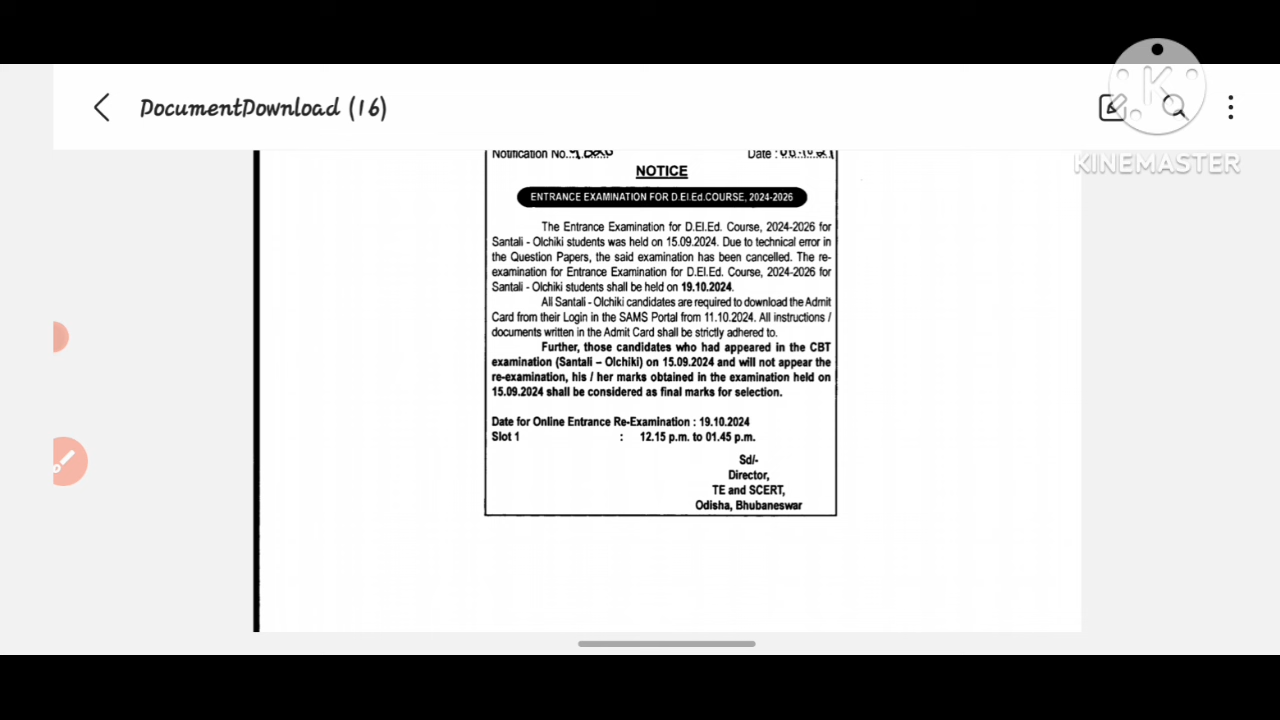 DocumentDownload (16)
KINEMASTER
Notification No.
Date :
NOTICE
ENTRANCE EXAMINATION FOR D.El.Ed.COURSE, 2024-2026
The Entrance Examination for D.El.Ed. Course, 2024-2026 for
Santali - Olchiki students was held on 15.09.2024. Due to technical error in
the Question Papers, the said examination has been cancelled. The re-
examination for Entrance Examination for D.El.Ed. Course, 2024-2026 for
Santali - Olchiki students shall be held on 19.10.2024.
All Santali - Olchiki candidates are required to download the Admit
Card from their Login in the SAMS Portal from 11.10.2024. All instructions /
documents written in the Admit Card shall be strictly adhered to.
Further, those candidates who had appeared in the CBT
examination (Santali – Olchiki) on 15.09.2024 and will not appear the
re-examination, his / her marks obtained in the examination held on
15.09.2024 shall be considered as final marks for selection.
Date for Online Entrance Re-Examination : 19.10.2024
Slot 1 : 12.15 p.m. to 01.45 p.m.
Sd/-
Director,
TE and SCERT,
Odisha, Bhubaneswar